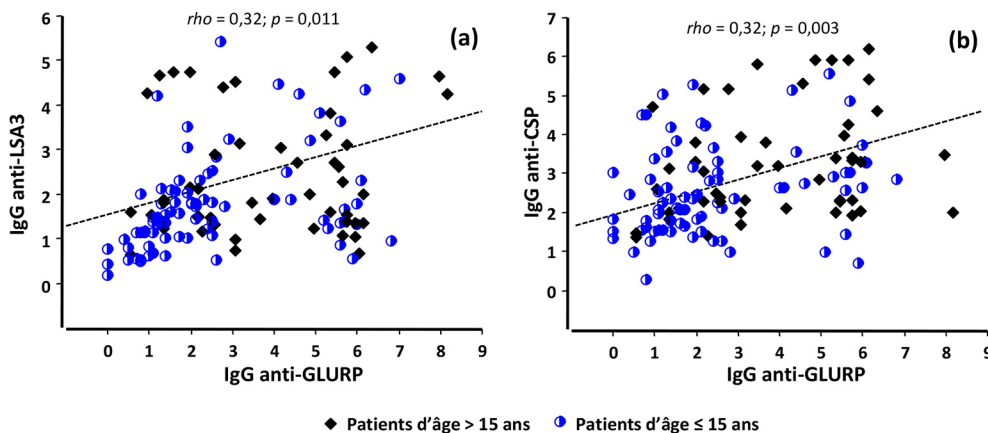 rho = 0,32; p = 0,011
(a)
IgG anti-LSA3
6
5
4
3
2
1
0
0 1 2 3 4 5 6 7 8 9
IgG anti-GLURP
rho = 0,32; p = 0,003
(b)
IgG anti-CSP
7
6
5
4
3
2
1
0
0 1 2 3 4 5 6 7 8 9
IgG anti-GLURP
Patients d'âge > 15 ans Patients d'âge ≤ 15 ans